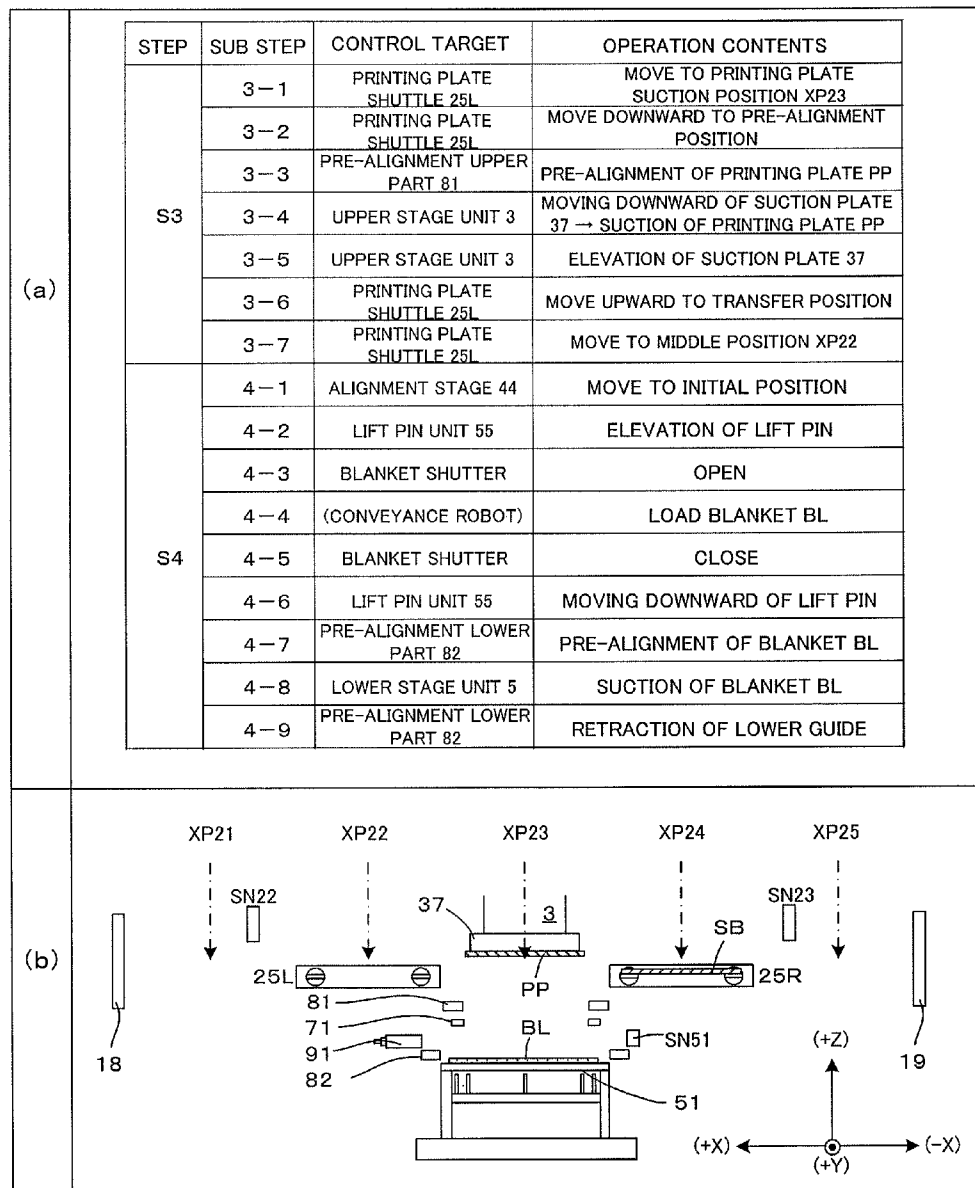 (a)
STEP SUB STEP CONTROL TARGET OPERATION CONTENTS
S3
3-1 PRINTING PLATE SHUTTLE 25L MOVE TO PRINTING PLATE SUCTION POSITION XP23
3-2 PRINTING PLATE SHUTTLE 25L MOVE DOWNWARD TO PRE-ALIGNMENT POSITION
3-3 PRE-ALIGNMENT UPPER PART 81 PRE-ALIGNMENT OF PRINTING PLATE PP
3-4 UPPER STAGE UNIT 3 MOVING DOWNWARD OF SUCTION PLATE 37 → SUCTION OF PRINTING PLATE PP
3-5 UPPER STAGE UNIT 3 ELEVATION OF SUCTION PLATE 37
3-6 PRINTING PLATE SHUTTLE 25L MOVE UPWARD TO TRANSFER POSITION
3-7 PRINTING PLATE SHUTTLE 25L MOVE TO MIDDLE POSITION XP22
S4
4-1 ALIGNMENT STAGE 44 MOVE TO INITIAL POSITION
4-2 LIFT PIN UNIT 55 ELEVATION OF LIFT PIN
4-3 BLANKET SHUTTER OPEN
4-4 (CONVEYANCE ROBOT) LOAD BLANKET BL
4-5 BLANKET SHUTTER CLOSE
4-6 LIFT PIN UNIT 55 MOVING DOWNWARD OF LIFT PIN
4-7 PRE-ALIGNMENT LOWER PART 82 PRE-ALIGNMENT OF BLANKET BL
4-8 LOWER STAGE UNIT 5 SUCTION OF BLANKET BL
4-9 PRE-ALIGNMENT LOWER PART 82 RETRACTION OF LOWER GUIDE
(b)
XP21 XP22 XP23 XP24 XP25
SN22 37 3 SN23
SB
25L PP 25R
81
71 BL
18 91 SN51 (+Z) 19
82
51
(+X) (-X)
(+Y)